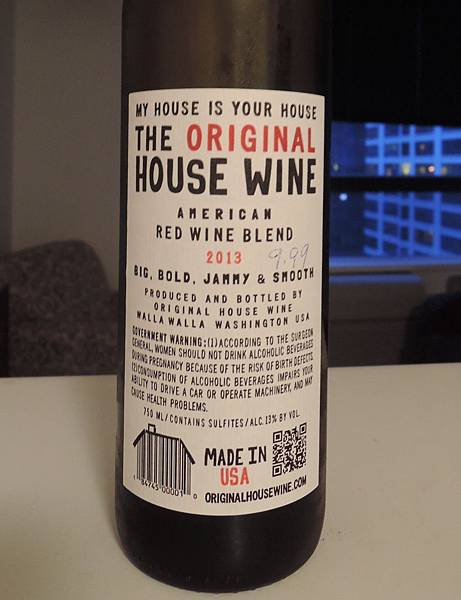 MY HOUSE IS YOUR HOUSE
THE ORIGINAL
HOUSE WINE
AMERICAN
RED WINE BLEND
2013 9.99
BIG, BOLD, JAMMY & SMOOTH
PRODUCED AND BOTTLED BY
ORIGINAL HOUSE WINE
WALLA WALLA WASHINGTON USA
GOVERNMENT WARNING:(1)ACCORDING TO THE SURGEON
GENERAL, WOMEN SHOULD NOT DRINK ALCOHOLIC BEVERAGES
DURING PREGNANCY BECAUSE OF THE RISK OF BIRTH DEFECTS.
(2)CONSUMPTION OF ALCOHOLIC BEVERAGES IMPAIRS YOUR
ABILITY TO DRIVE A CAR OR OPERATE MACHINERY, AND MAY
CAUSE HEALTH PROBLEMS.
750 ML/CONTAINS SULFITES/ALC.13% BY VOL.
MADE IN
USA
84745 00001 0
ORIGINALHOUSEWINE.COM